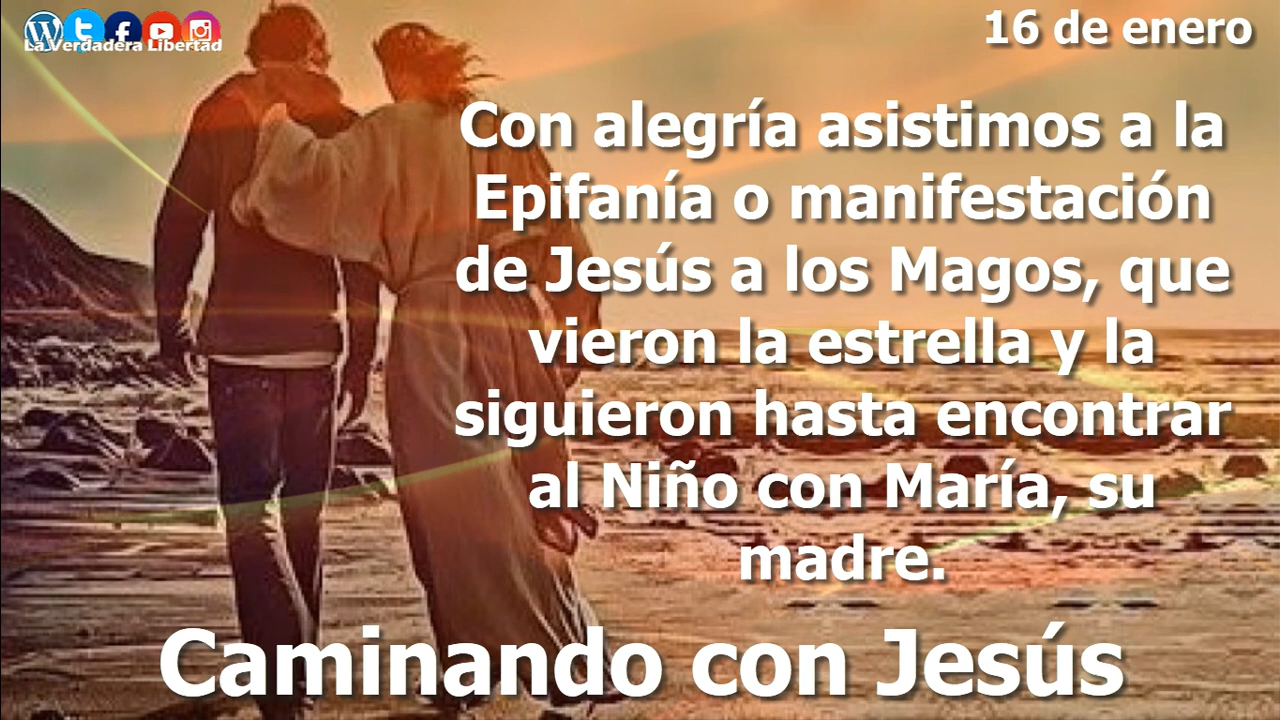 La Verdadera Libertad
16 de enero
Con alegría asistimos a la
Epifanía o manifestación
de Jesús a los Magos, que
vieron la estrella y la
siguieron hasta encontrar
al Niño con María, su
madre.
Caminando con Jesús